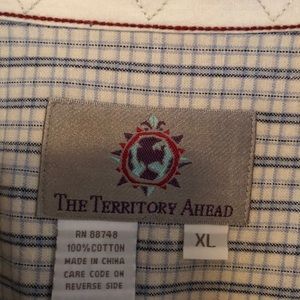 THE TERRITORY AHEAD
RN 88748
100% COTTON
MADE IN CHINA
CARE CODE ON
REVERSE SIDE
XL